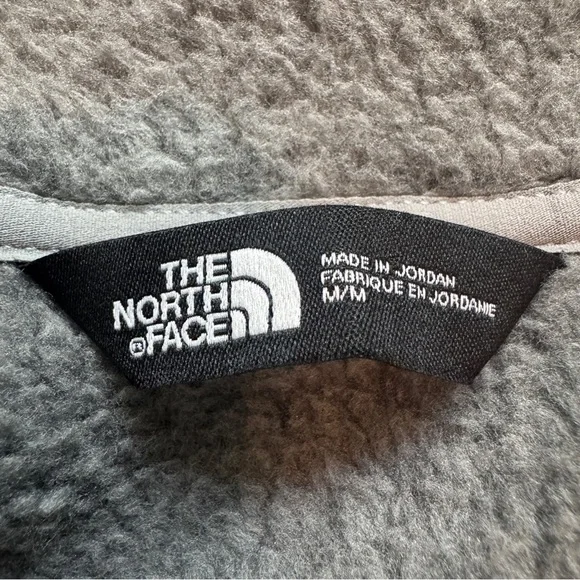 THE
NORTH
®FACE
MADE IN JORDAN
FABRIQUE EN JORDANIE
M/M